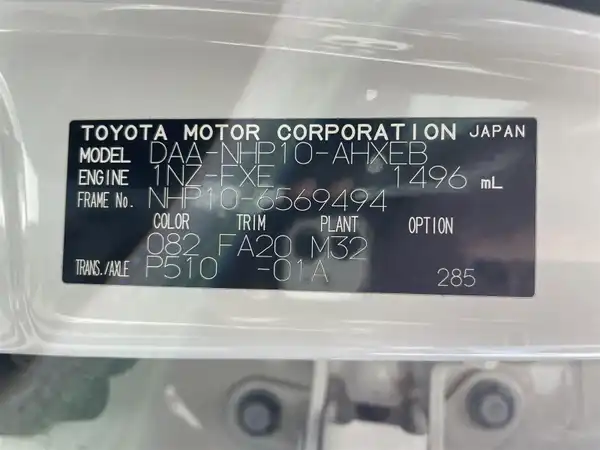 TOYOTA MOTOR CORPORATION JAPAN
MODEL DAA-NHP10-AHXEB
ENGINE 1NZ-FXE 1496 mL
FRAME No. NHP10-6569494
COLOR TRIM PLANT OPTION
082 FA20 M32
TRANS./AXLE P510 -01A 285